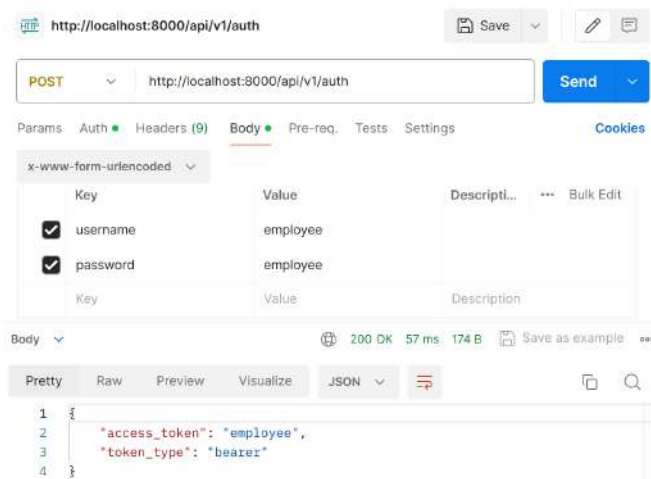 HTTP http://localhost:8000/api/v1/auth Save
POST http://localhost:8000/api/v1/auth Send
Params Auth Headers (9) Body Pre-req. Tests Settings Cookies
x-www-form-urlencoded
Key Value Descripti... Bulk Edit
username employee
password employee
Key Value Description
Body 200 OK 57 ms 174 B Save as example
Pretty Raw Preview Visualize JSON
1 {
2 "access_token": "employee",
3 "token_type": "bearer"
4 }